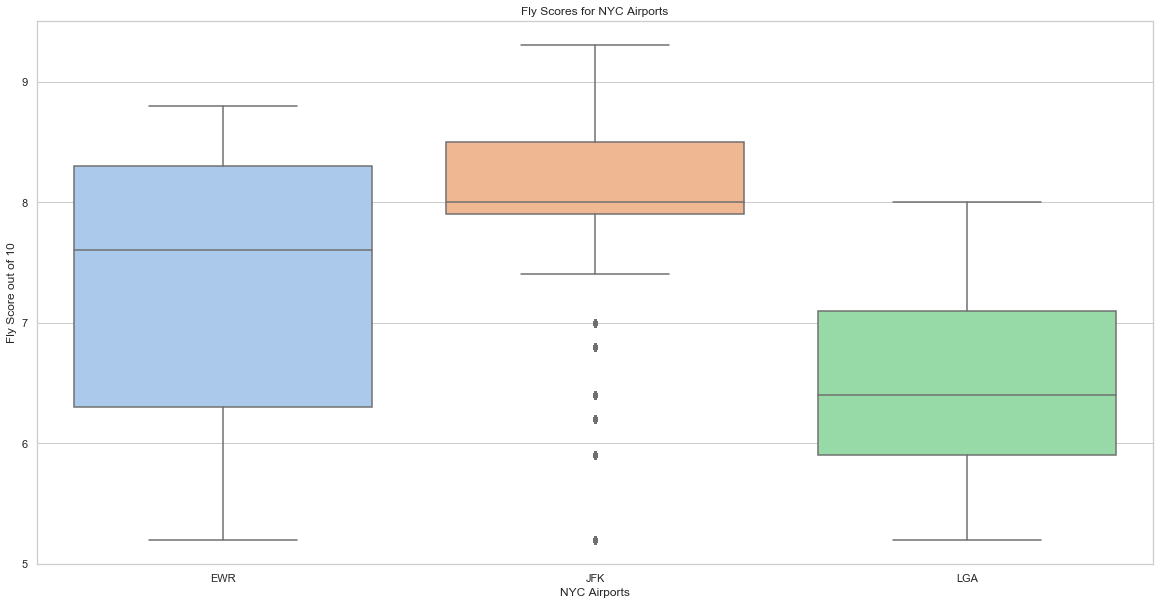 Fly Scores for NYC Airports
Fly Score out of 10
9
8
7
6
5
EWR
JFK
LGA
NYC Airports